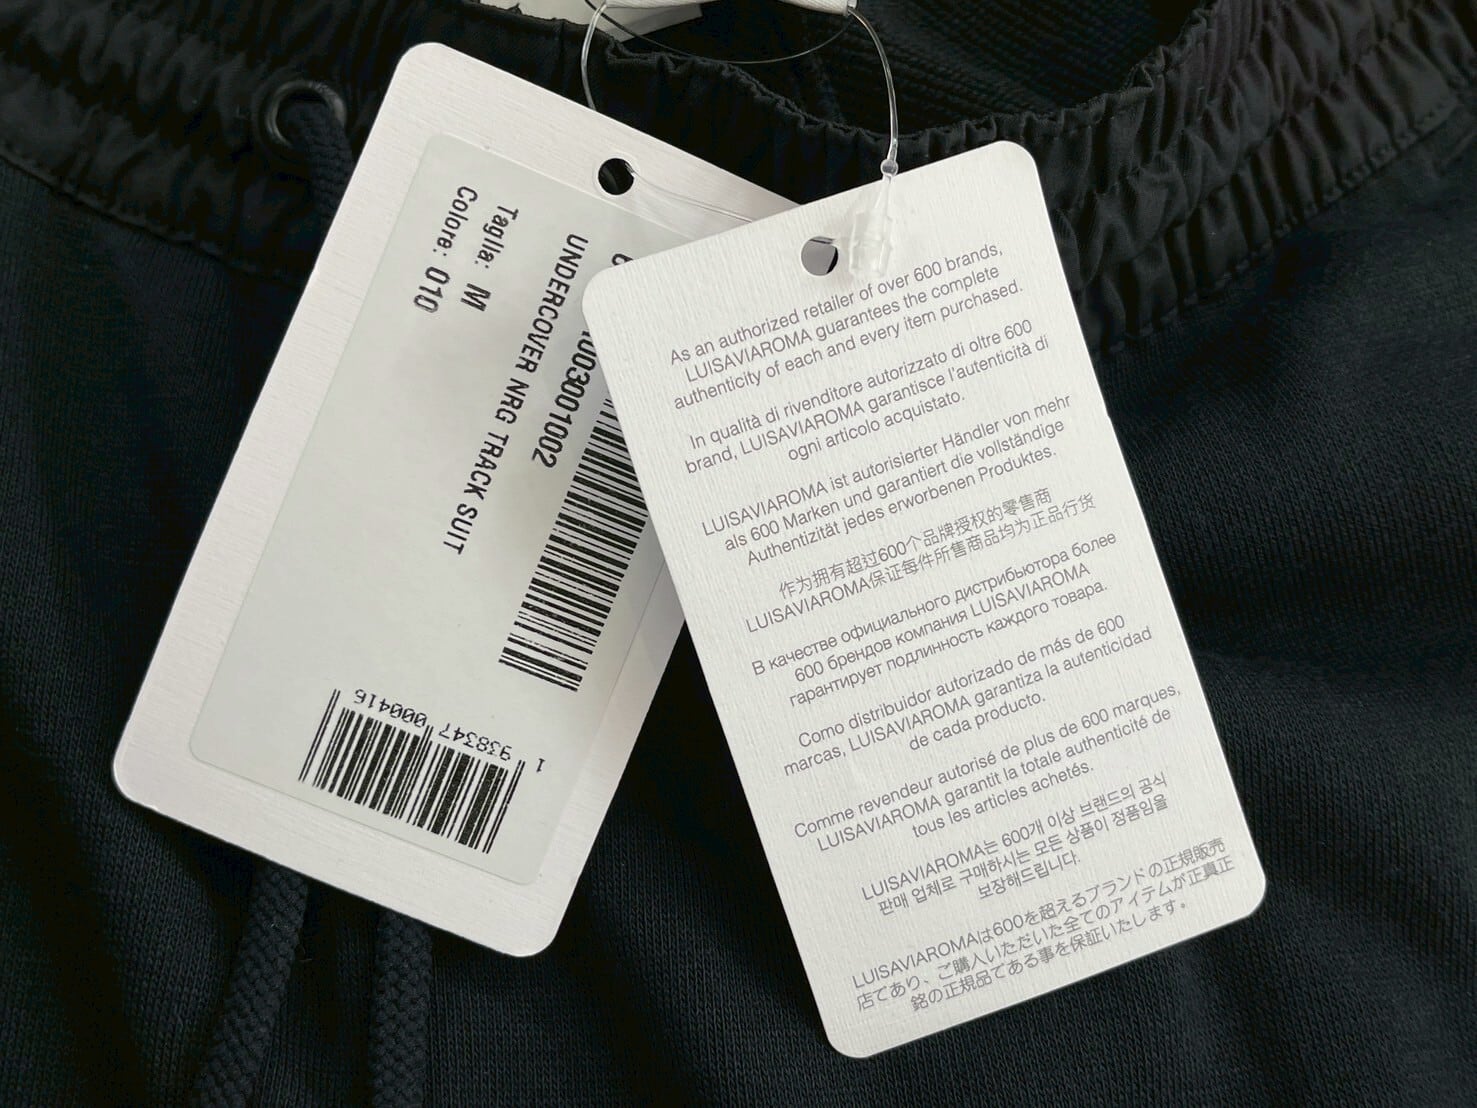 Taglia: M
Colore: 010
UNDERCOVER NRG TRACK SUIT
1 938347 000416
As an authorized retailer of over 600 brands,
LUISAVIAROMA guarantees the complete
authenticity of each and every item purchased.
In qualità di rivenditore autorizzato di oltre 600
brand, LUISAVIAROMA garantisce l'autenticità di
ogni articolo acquistato.
LUISAVIAROMA ist autorisierter Händler von mehr
als 600 Marken und garantiert die vollständige
Authentizität jedes erworbenen Produktes.
作为拥有超过600个品牌授权的零售商
LUISAVIAROMA保证每件所售商品均为正品行货
В качестве официального дистрибьютора более
600 брендов компания LUISAVIAROMA
гарантирует подлинность каждого товара.
Como distribuidor autorizado de más de 600
marcas, LUISAVIAROMA garantiza la autenticidad
de cada producto.
Comme revendeur autorisé de plus de 600 marques,
LUISAVIAROMA garantit la totale authenticité de
tous les articles achetés.
LUISAVIAROMA는 600개 이상 브랜드의 공식
판매 업체로 구매하시는 모든 상품이 정품임을
보장해드립니다.
LUISAVIAROMAは600を超えるブランドの正規販売
店であり、ご購入いただいた全てのアイテムが正真正
銘の正規品である事を保証いたします。